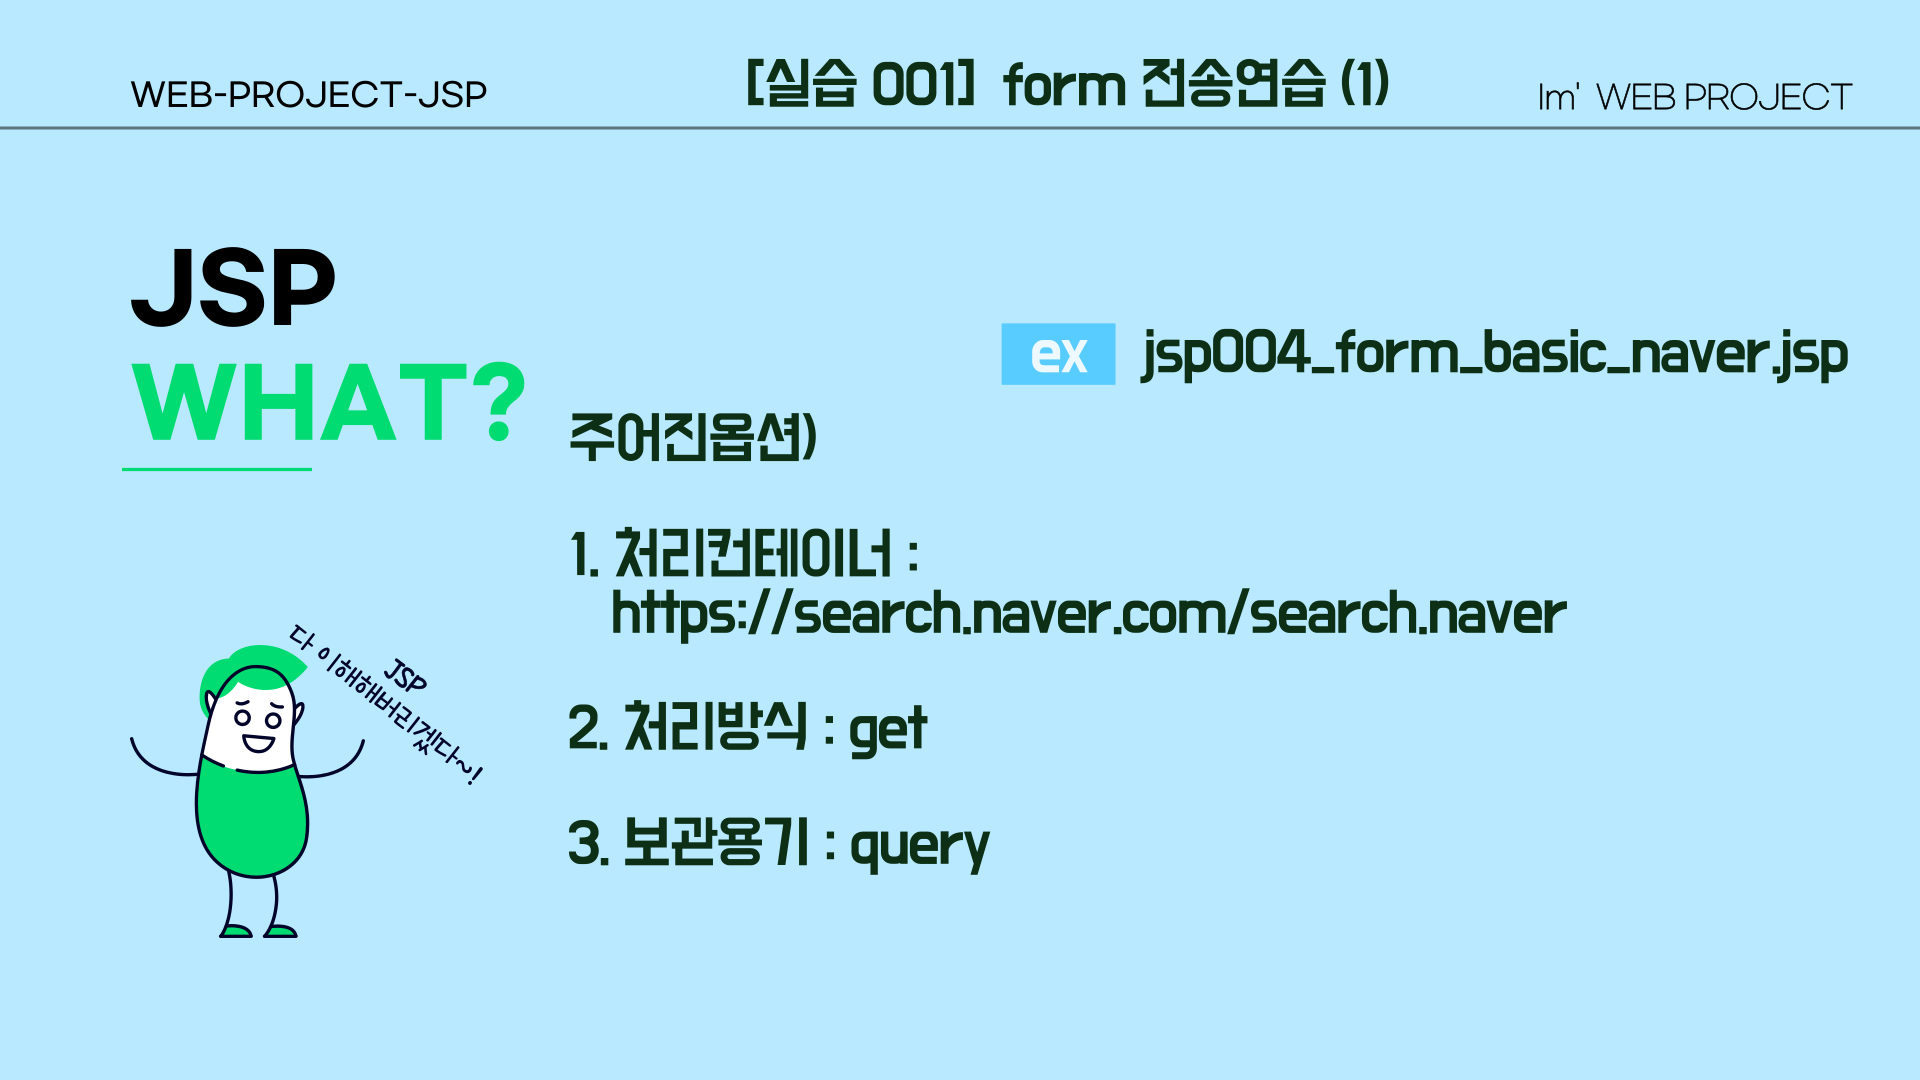 WEB-PROJECT-JSP
[실습 001] form 전송연습 (1)
Im' WEB PROJECT
JSP
WHAT?
ex jsp004_form_basic_naver.jsp
주어진옵션)
1. 처리컨테이너 :
https://search.naver.com/search.naver
2. 처리방식 : get
3. 보관용기 : query
JSP
다 이해해버리겠다~!